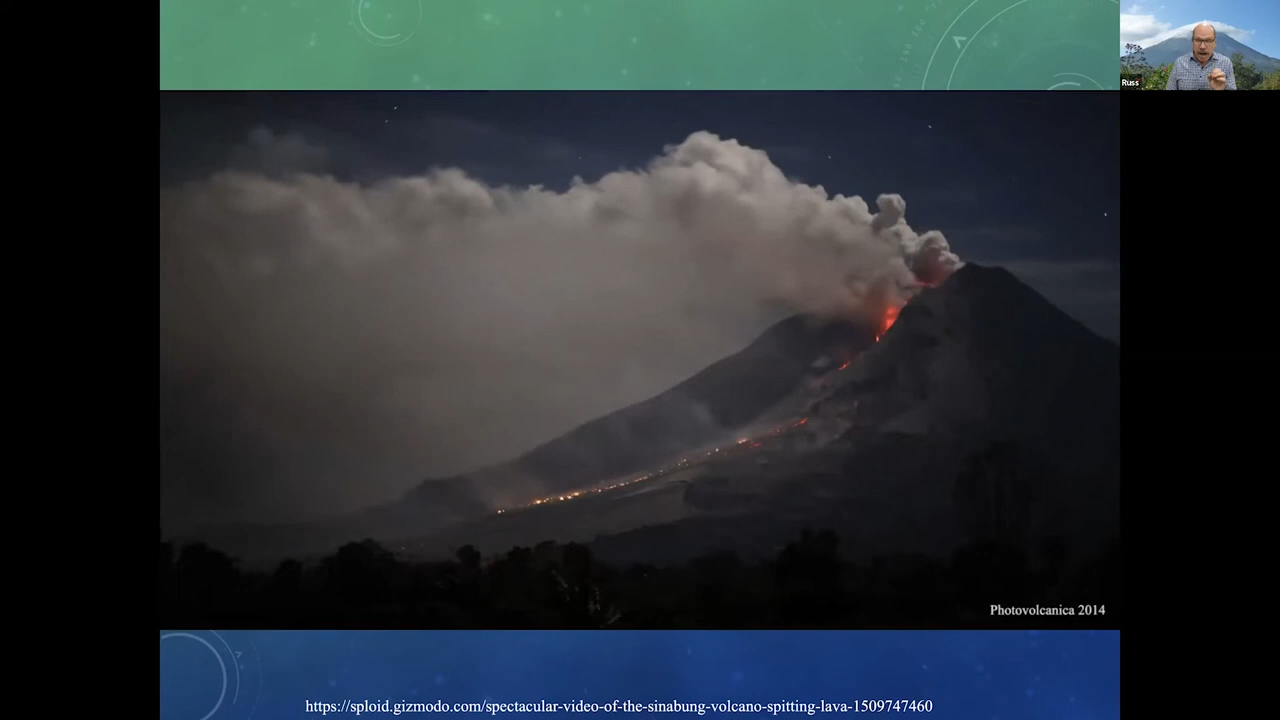 Russ
Photovolcanica 2014
https://sploid.gizmodo.com/spectacular-video-of-the-sinabung-volcano-spitting-lava-1509747460